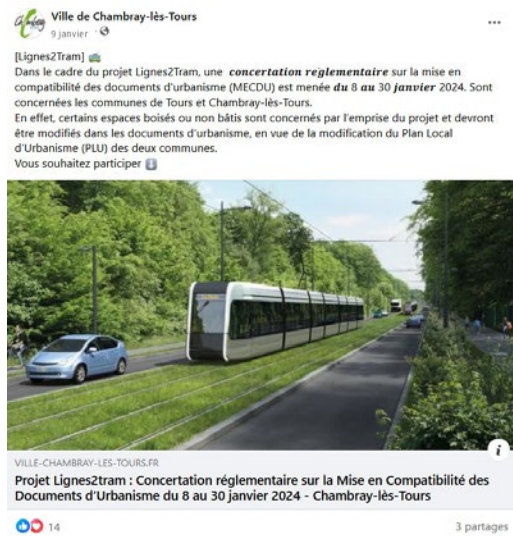 Chambray
Ville de Chambray-lès-Tours
9 janvier ·
[Lignes2Tram] 🚋
Dans le cadre du projet Lignes2Tram, une concertation réglementaire sur la mise en
compatibilité des documents d'urbanisme (MECDU) est menée du 8 au 30 janvier 2024. Sont
concernées les communes de Tours et Chambray-lès-Tours.
En effet, certains espaces boisés ou non bâtis sont concernés par l'emprise du projet et devront
être modifiés dans les documents d'urbanisme, en vue de la modification du Plan Local
d'Urbanisme (PLU) des deux communes.
Vous souhaitez participer ⬇️
VILLE-CHAMBRAY-LES-TOURS.FR
Projet Lignes2tram : Concertation réglementaire sur la Mise en Compatibilité des
Documents d'Urbanisme du 8 au 30 janvier 2024 - Chambray-lès-Tours
14
3 partages